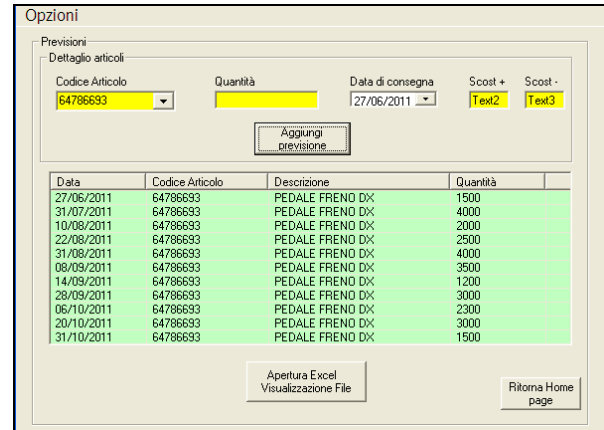 Opzioni
Previsioni
Dettaglio articoli
Codice Articolo Quantità Data di consegna Scost + Scost -
64786693 27/06/2011 Text2 Text3
Aggiungi
previsione
Data Codice Articolo Descrizione Quantità
27/06/2011 64786693 PEDALE FRENO DX 1500
31/07/2011 64786693 PEDALE FRENO DX 4000
10/08/2011 64786693 PEDALE FRENO DX 2000
22/08/2011 64786693 PEDALE FRENO DX 2500
31/08/2011 64786693 PEDALE FRENO DX 4000
08/09/2011 64786693 PEDALE FRENO DX 3500
14/09/2011 64786693 PEDALE FRENO DX 1200
28/09/2011 64786693 PEDALE FRENO DX 3000
06/10/2011 64786693 PEDALE FRENO DX 2300
20/10/2011 64786693 PEDALE FRENO DX 3000
31/10/2011 64786693 PEDALE FRENO DX 1500
Apertura Excel
Visualizzazione File
Ritorna Home
page